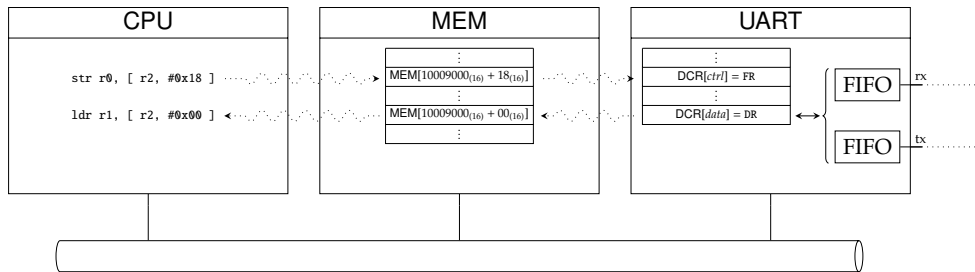 CPU
MEM
UART
str r0, [ r2, #0x18 ]
ldr r1, [ r2, #0x00 ]
⋮
MEM[10009000(16) + 18(16)]
⋮
MEM[10009000(16) + 00(16)]
⋮
⋮
DCR[ctrl] = FR
⋮
DCR[data] = DR
FIFO
rx
FIFO
tx